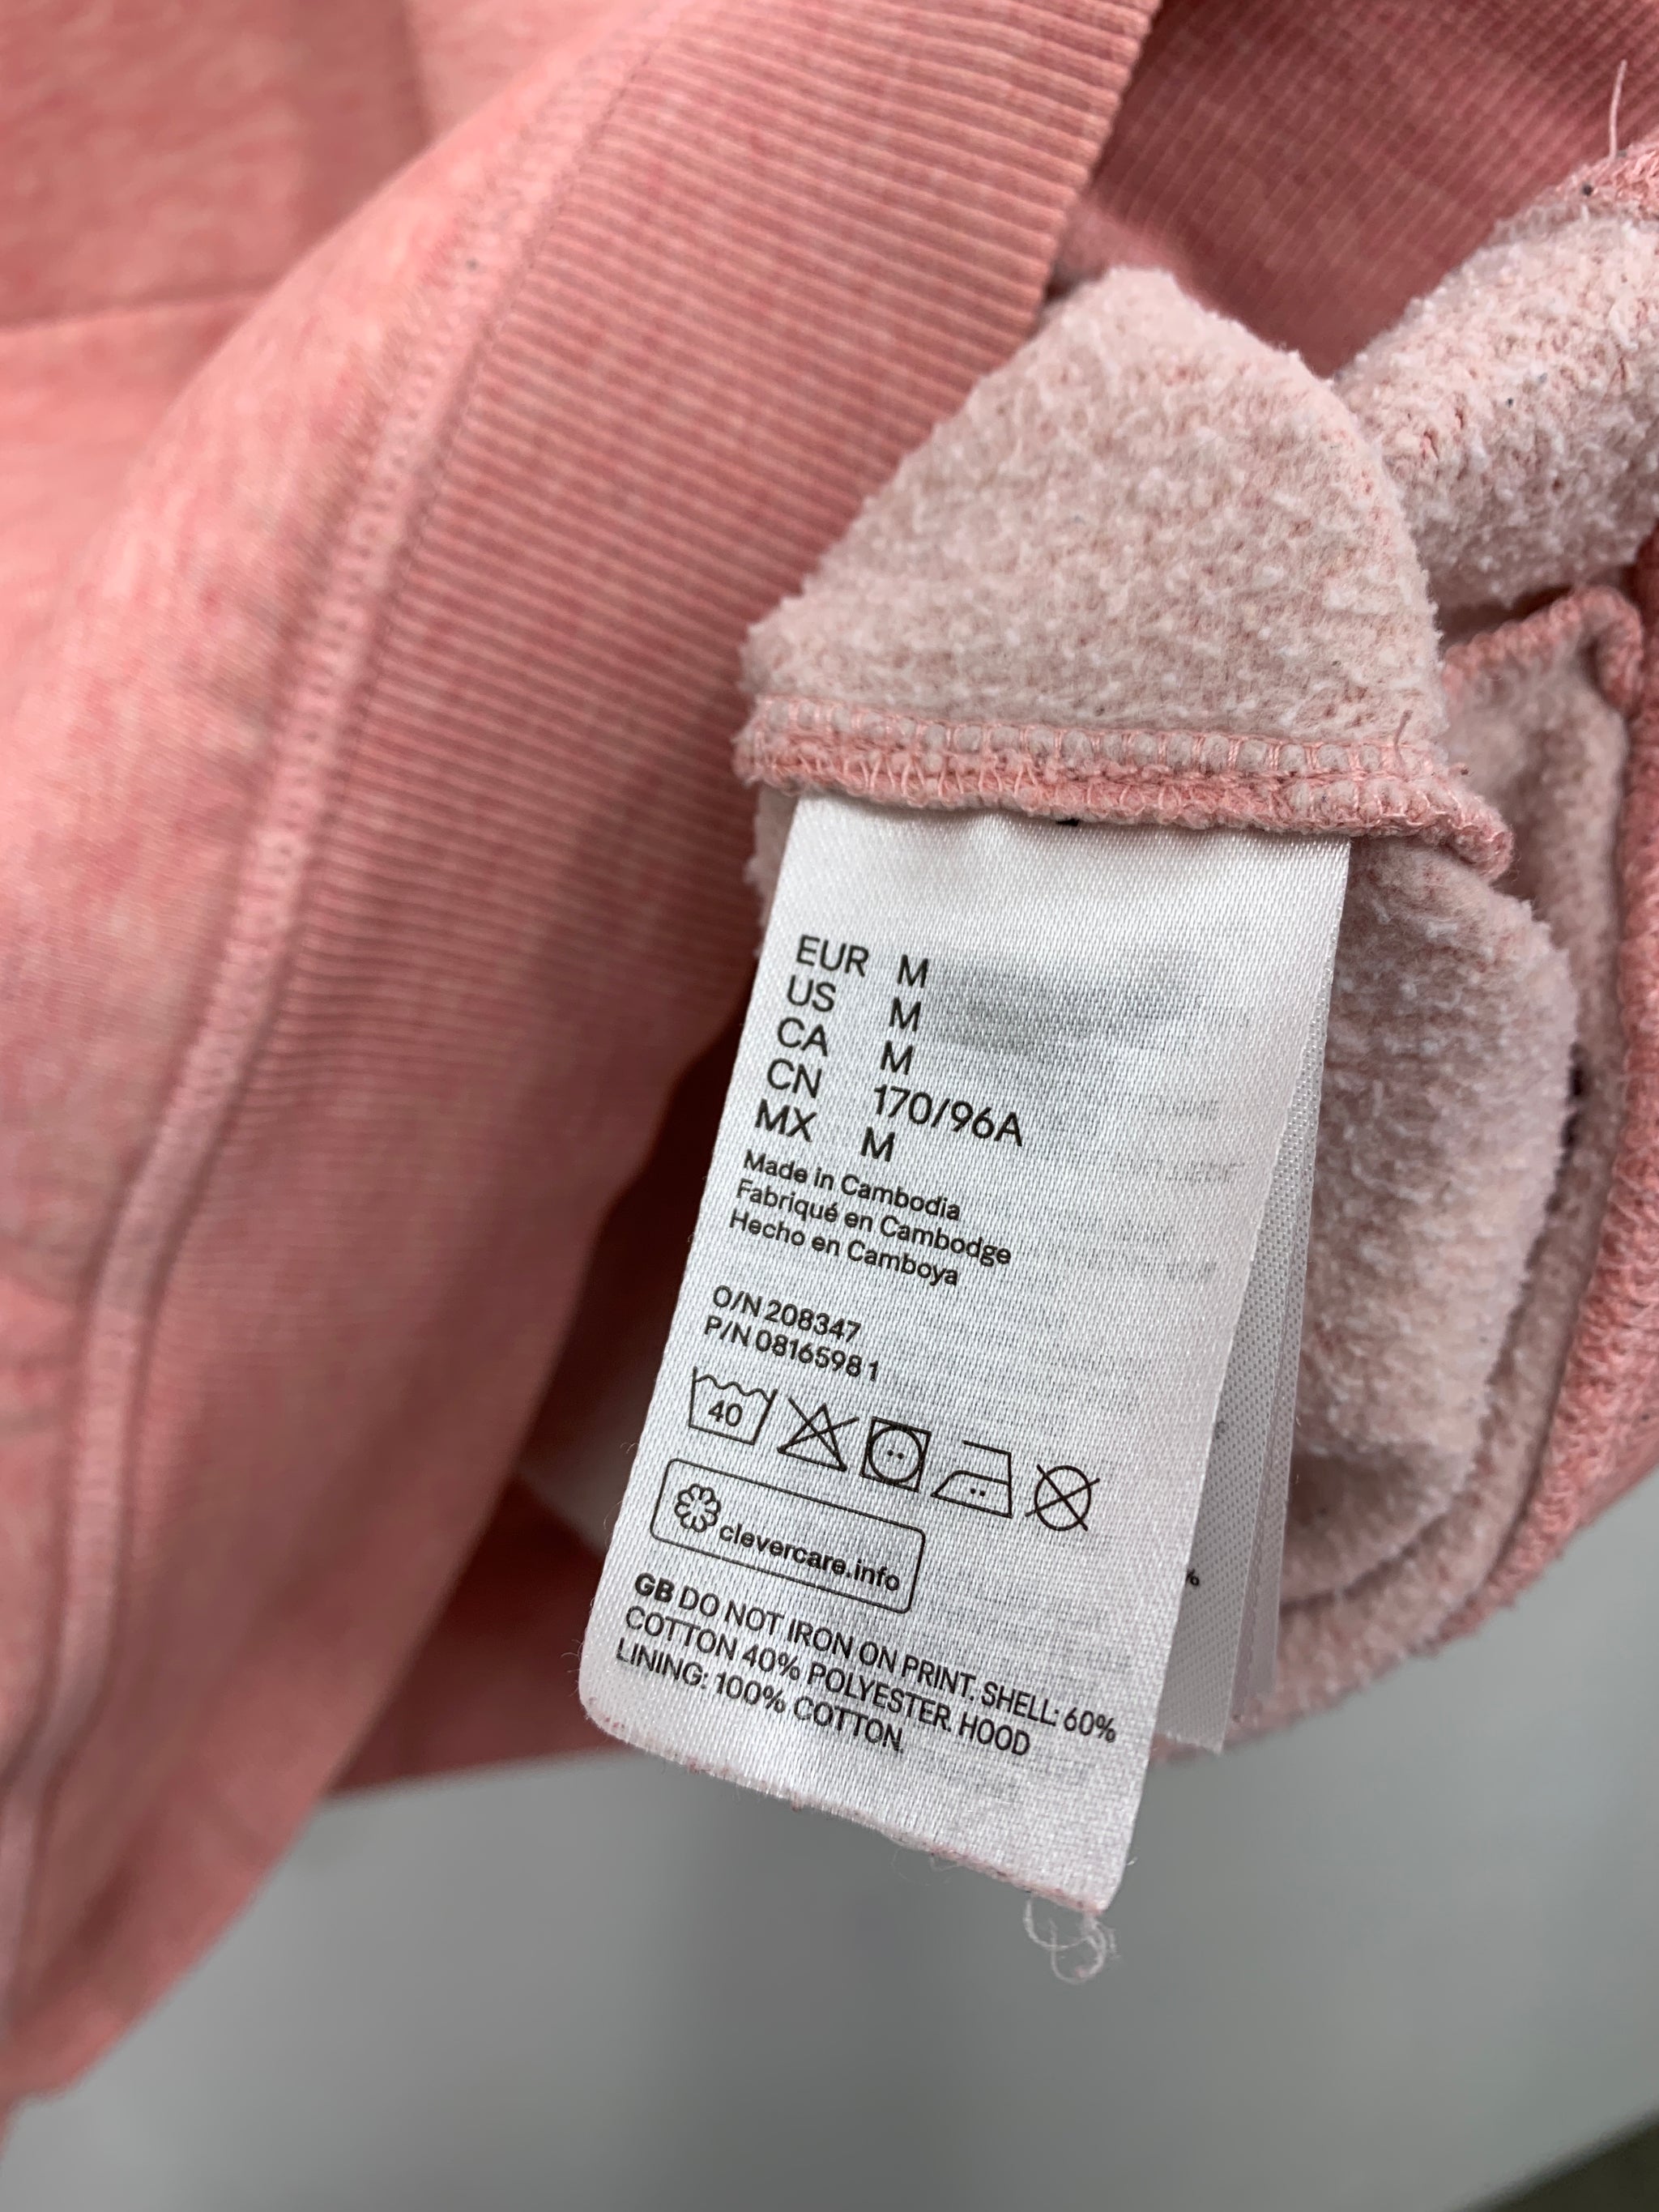 EUR M
US M
CA M
CN 170/96A
MX M
Made in Cambodia
Fabriqué en Cambodge
Hecho en Camboya
O/N 208347
P/N 08165981
40
clevercare.info
GB DO NOT IRON ON PRINT. SHELL: 60%
COTTON 40% POLYESTER. HOOD
LINING: 100% COTTON.
%